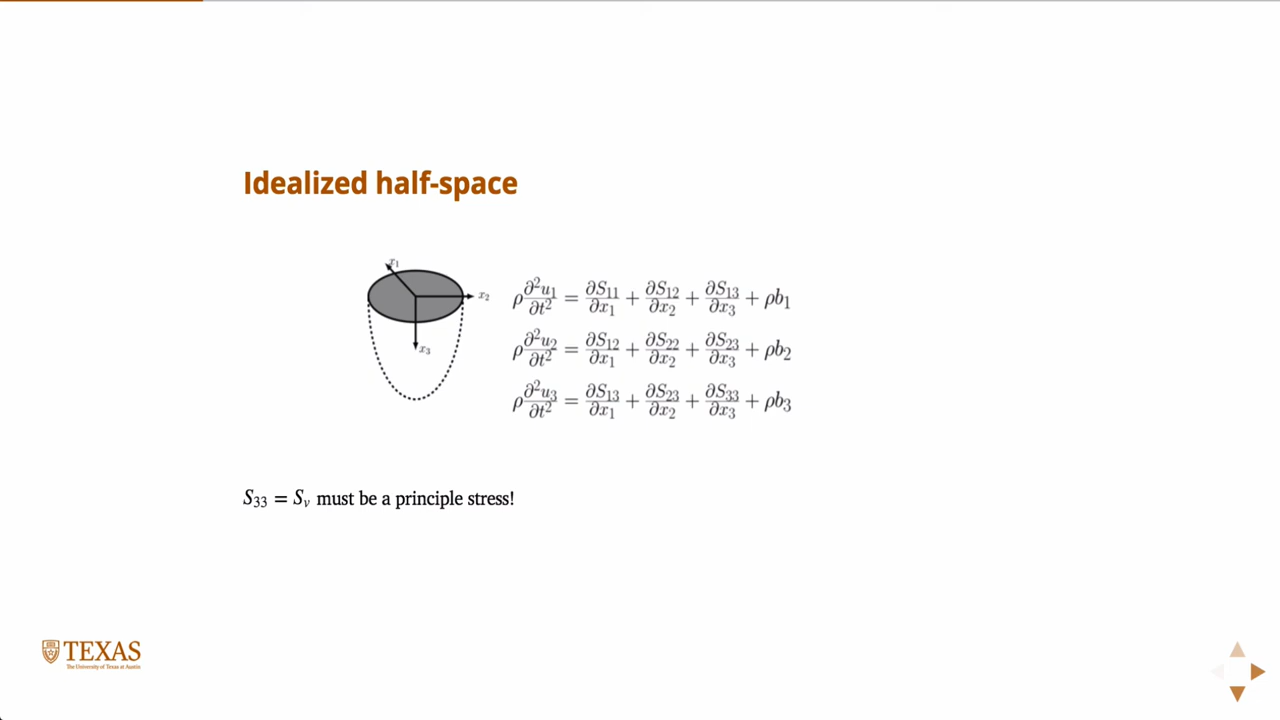 Idealized half-space
x₁
x₂
x₃
ρ ∂²u₁/∂t² = ∂S₁₁/∂x₁ + ∂S₁₂/∂x₂ + ∂S₁₃/∂x₃ + ρb₁
ρ ∂²u₂/∂t² = ∂S₁₂/∂x₁ + ∂S₂₂/∂x₂ + ∂S₂₃/∂x₃ + ρb₂
ρ ∂²u₃/∂t² = ∂S₁₃/∂x₁ + ∂S₂₃/∂x₂ + ∂S₃₃/∂x₃ + ρb₃
S₃₃ = Sᵥ must be a principle stress!
TEXAS
The University of Texas at Austin